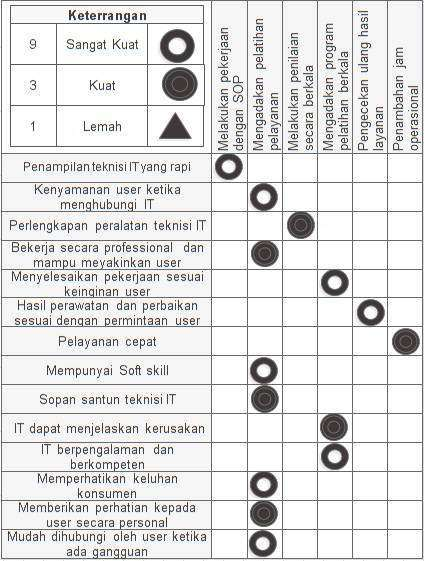 Keterrangan
9 Sangat Kuat
3 Kuat
1 Lemah
Melakukan pekerjaan
dengan SOP
Mengadakan pelatihan
pelayanan
Melakukan penilaian
secara berkala
Mengadakan program
pelatihan berkala
Pengecekan ulang hasil
layanan
Penambahan jam
operasional
Penampilan teknisi IT yang rapi
Kenyamanan user ketika
menghubungi IT
Perlengkapan peralatan teknisi IT
Bekerja secara professional dan
mampu meyakinkan user
Menyelesaikan pekerjaan sesuai
keinginan user
Hasil perawatan dan perbaikan
sesuai dengan permintaan user
Pelayanan cepat
Mempunyai Soft skill
Sopan santun teknisi IT
IT dapat menjelaskan kerusakan
IT berpengalaman dan
berkompeten
Memperhatikan keluhan
konsumen
Memberikan perhatian kepada
user secara personal
Mudah dihubungi oleh user ketika
ada gangguan